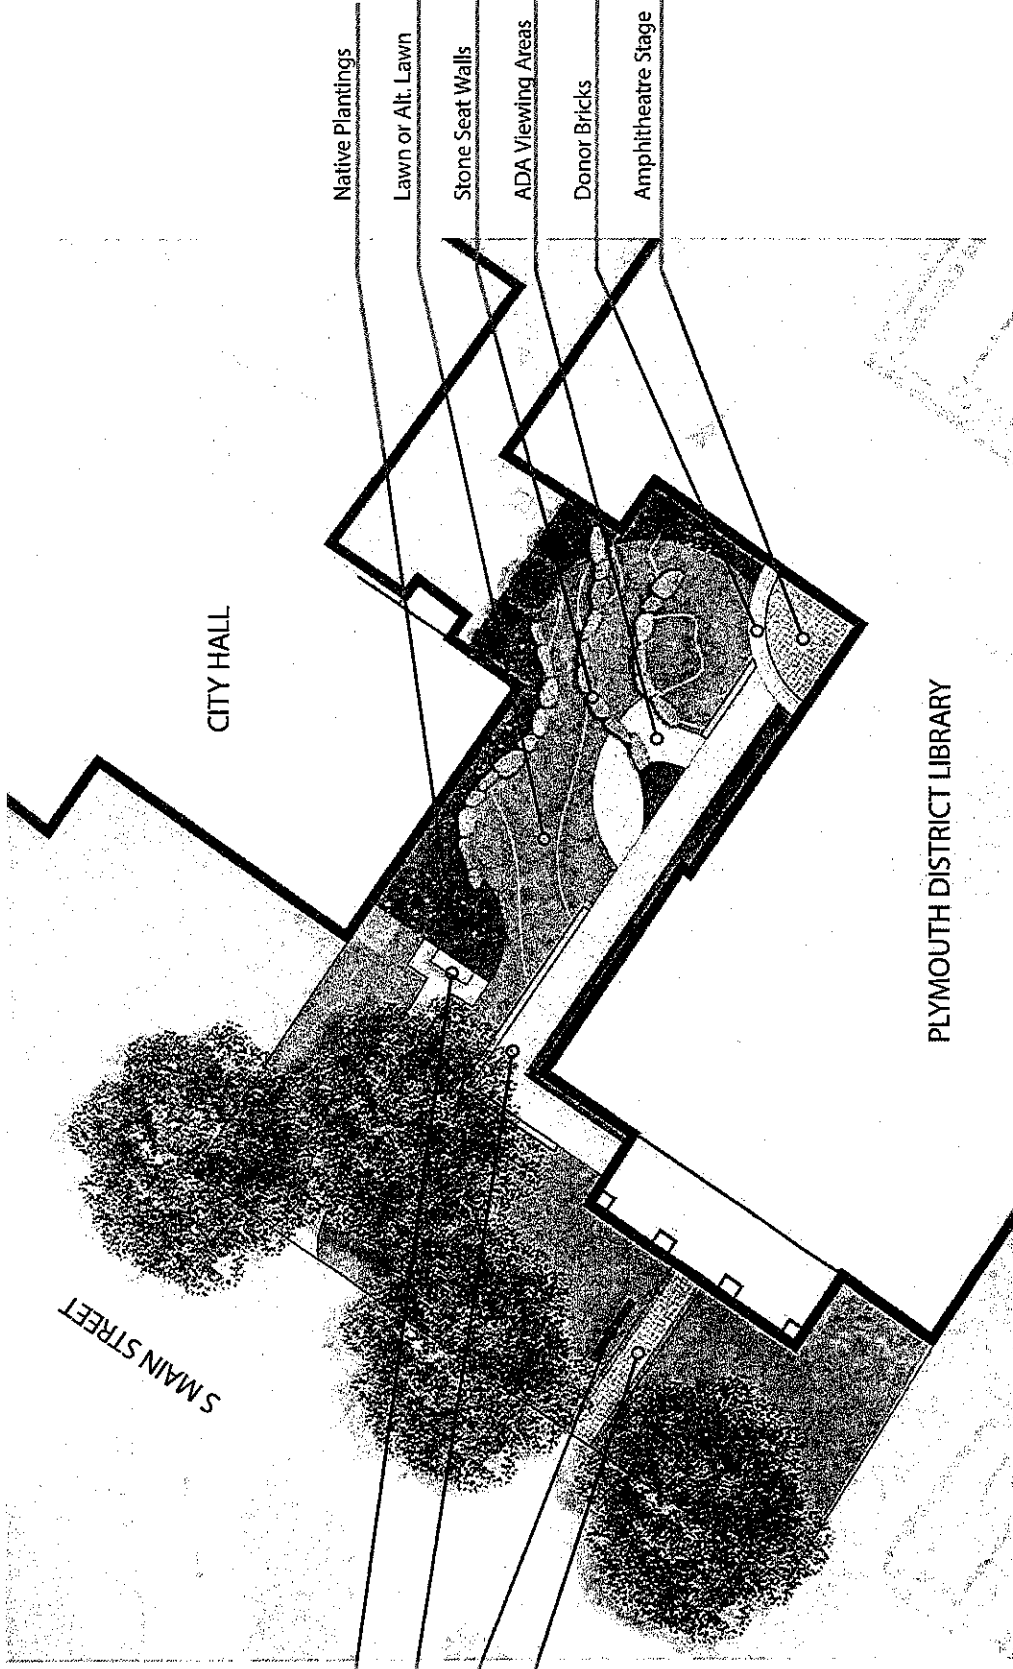 Native Plantings
Lawn or Alt. Lawn
Stone Seat Walls
ADA Viewing Areas
Donor Bricks
Amphitheatre Stage
CITY HALL
PLYMOUTH DISTRICT LIBRARY
S MAIN STREET